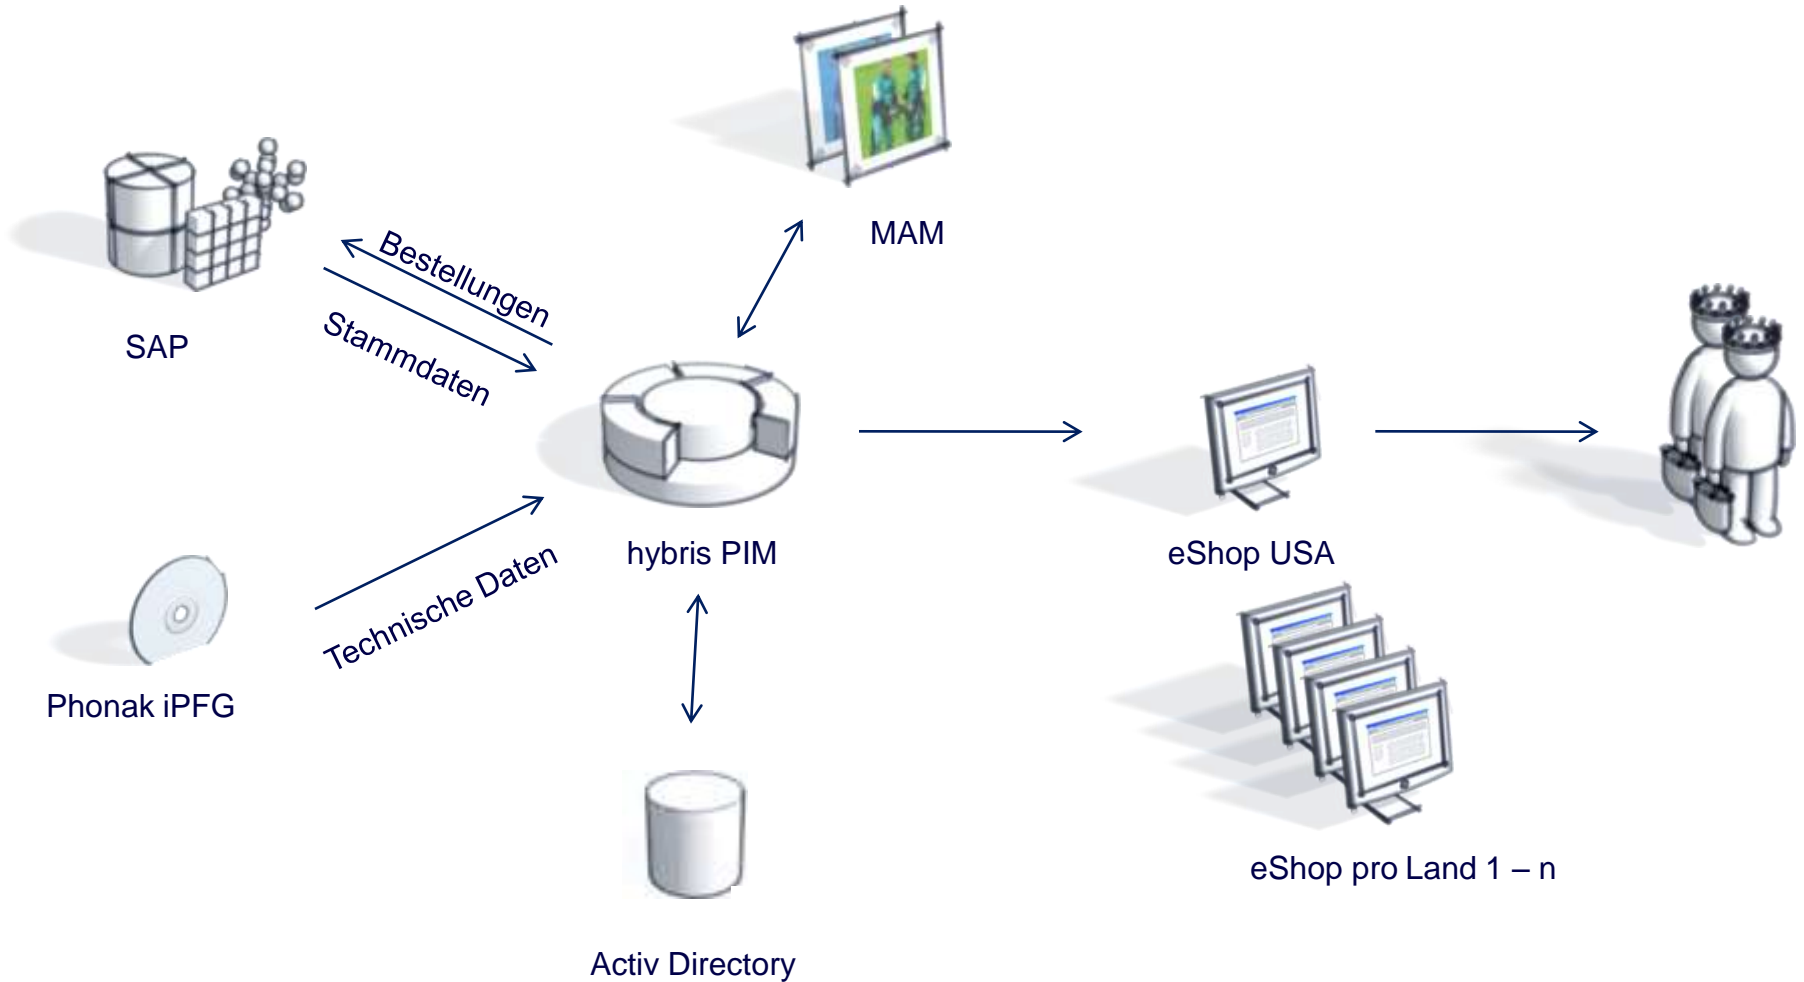 MAM
Bestellungen
Stammdaten
SAP
hybris PIM
eShop USA
Technische Daten
Phonak iPFG
eShop pro Land 1 – n
Activ Directory